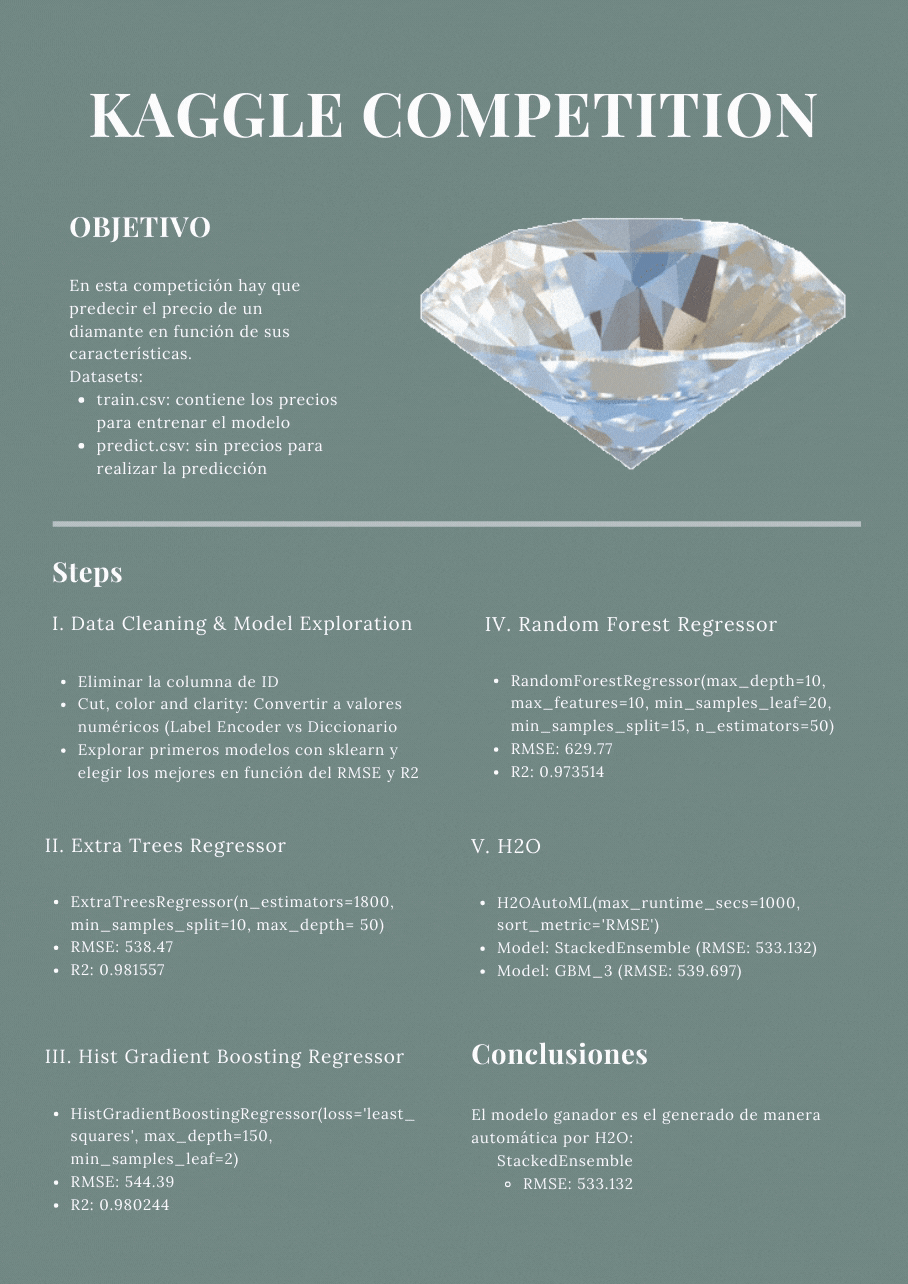 KAGGLE COMPETITION
OBJETIVO
En esta competición hay que
predecir el precio de un
diamante en función de sus
características.
Datasets:
• train.csv: contiene los precios
para entrenar el modelo
• predict.csv: sin precios para
realizar la predicción
Steps
I. Data Cleaning & Model Exploration
• Eliminar la columna de ID
• Cut, color and clarity: Convertir a valores
numéricos (Label Encoder vs Diccionario
• Explorar primeros modelos con sklearn y
elegir los mejores en función del RMSE y R2
II. Extra Trees Regressor
• ExtraTreesRegressor(n_estimators=1800,
min_samples_split=10, max_depth= 50)
• RMSE: 538.47
• R2: 0.981557
III. Hist Gradient Boosting Regressor
• HistGradientBoostingRegressor(loss='least_
squares', max_depth=150,
min_samples_leaf=2)
• RMSE: 544.39
• R2: 0.980244
IV. Random Forest Regressor
• RandomForestRegressor(max_depth=10,
max_features=10, min_samples_leaf=20,
min_samples_split=15, n_estimators=50)
• RMSE: 629.77
• R2: 0.973514
V. H2O
• H2OAutoML(max_runtime_secs=1000,
sort_metric='RMSE')
• Model: StackedEnsemble (RMSE: 533.132)
• Model: GBM_3 (RMSE: 539.697)
Conclusiones
El modelo ganador es el generado de manera
automática por H2O:
StackedEnsemble
◦ RMSE: 533.132